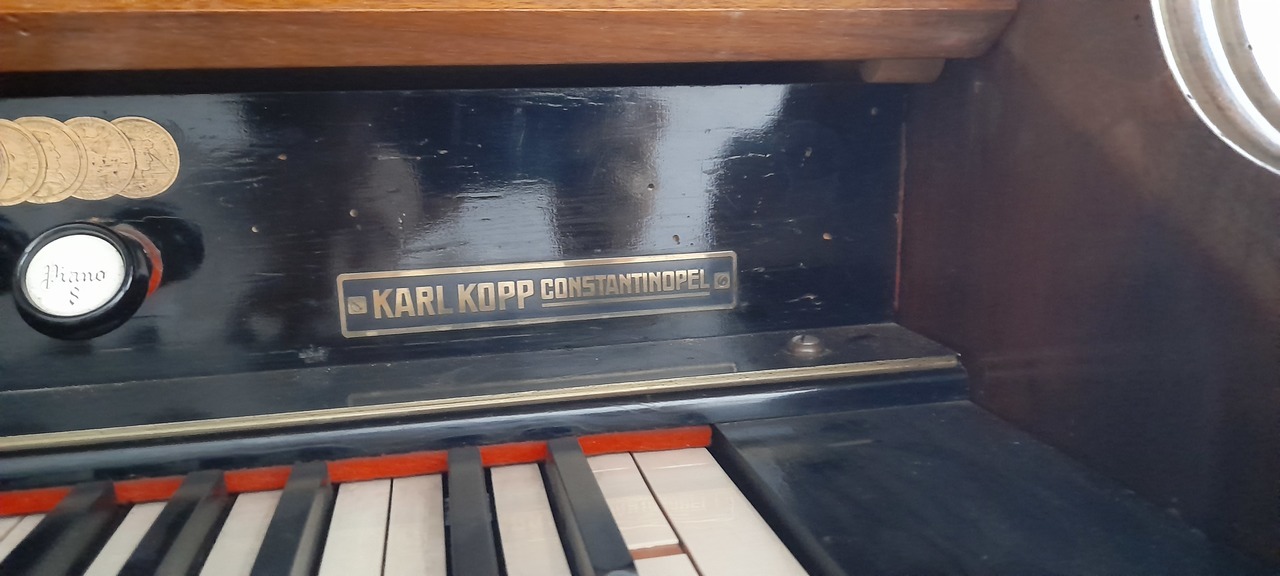 Piano
8
KARL KOPP CONSTANTINOPEL